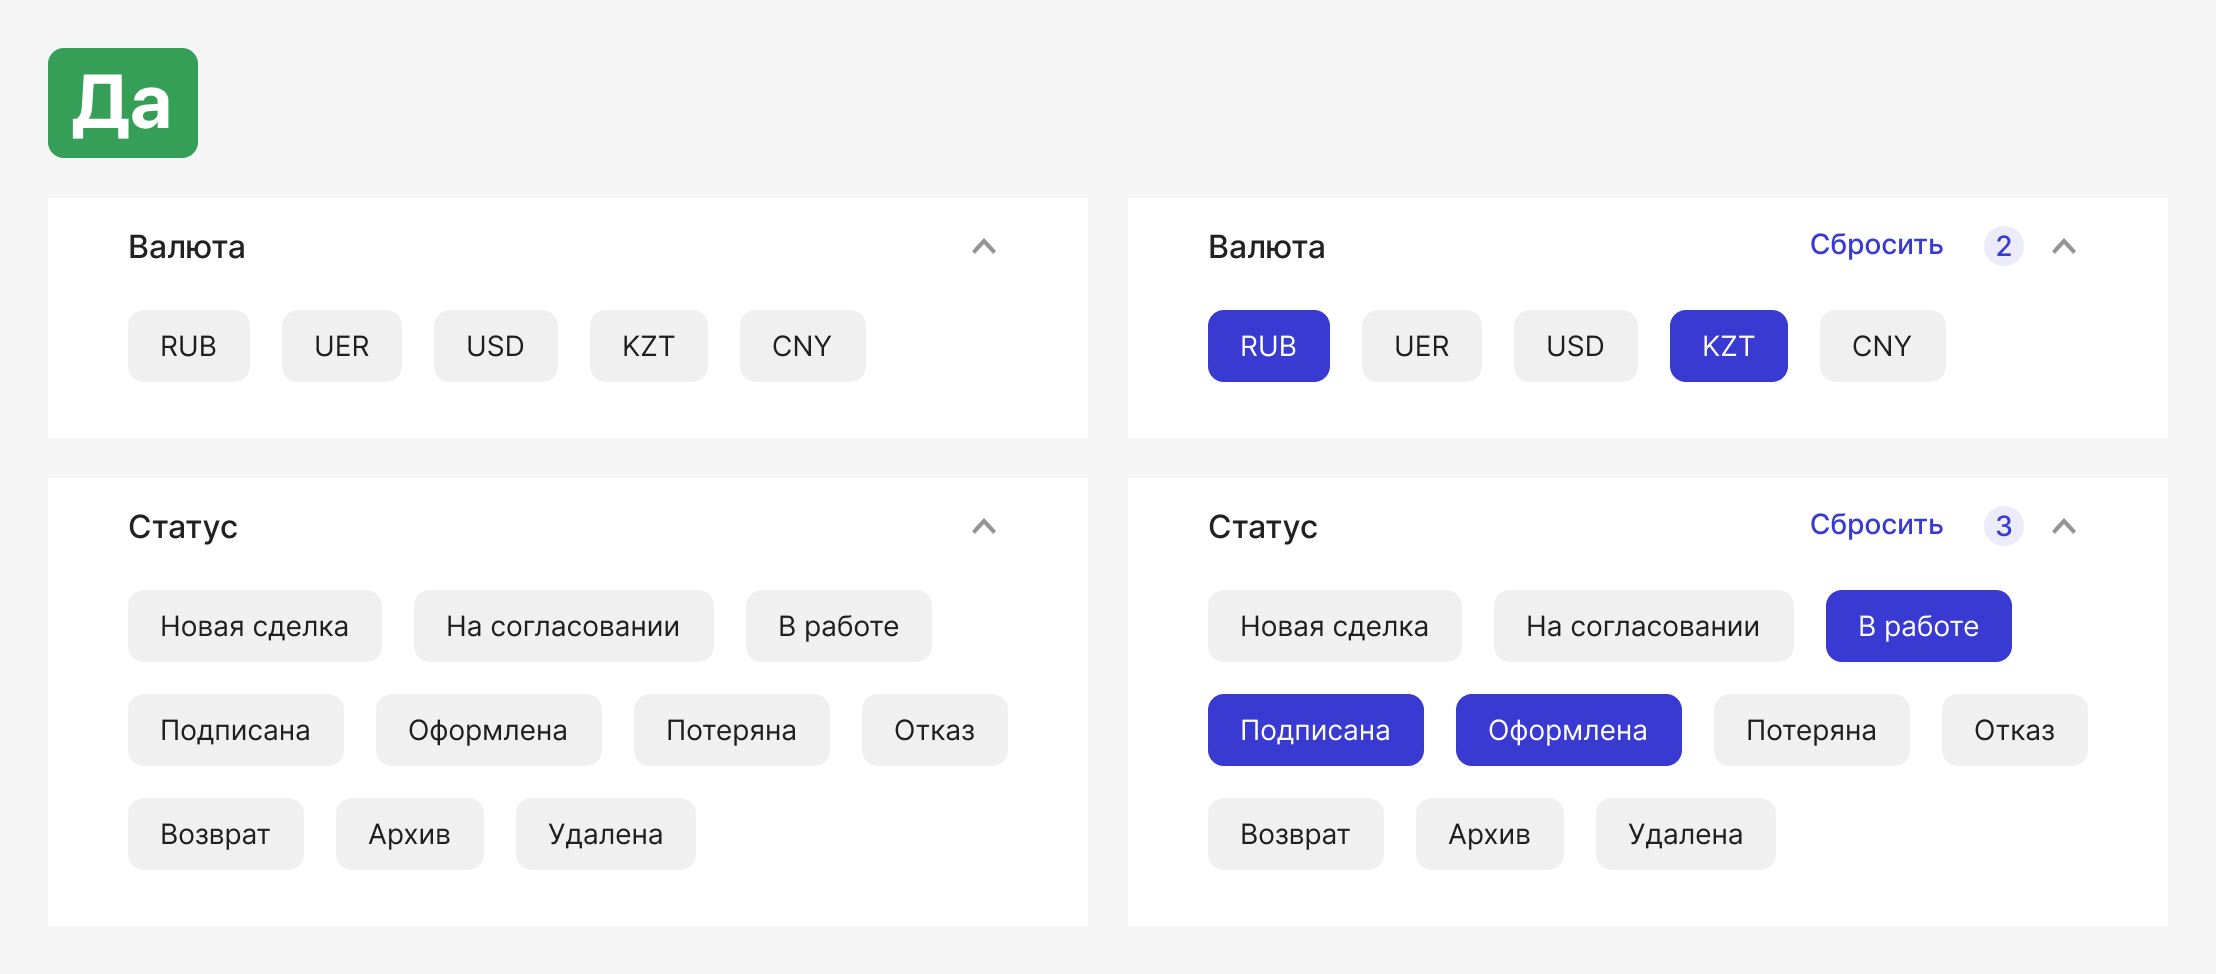 Да
Валюта
RUB UER USD KZT CNY
Валюта Сбросить 2
RUB UER USD KZT CNY
Статус
Новая сделка На согласовании В работе
Подписана Оформлена Потеряна Отказ
Возврат Архив Удалена
Статус Сбросить 3
Новая сделка На согласовании В работе
Подписана Оформлена Потеряна Отказ
Возврат Архив Удалена